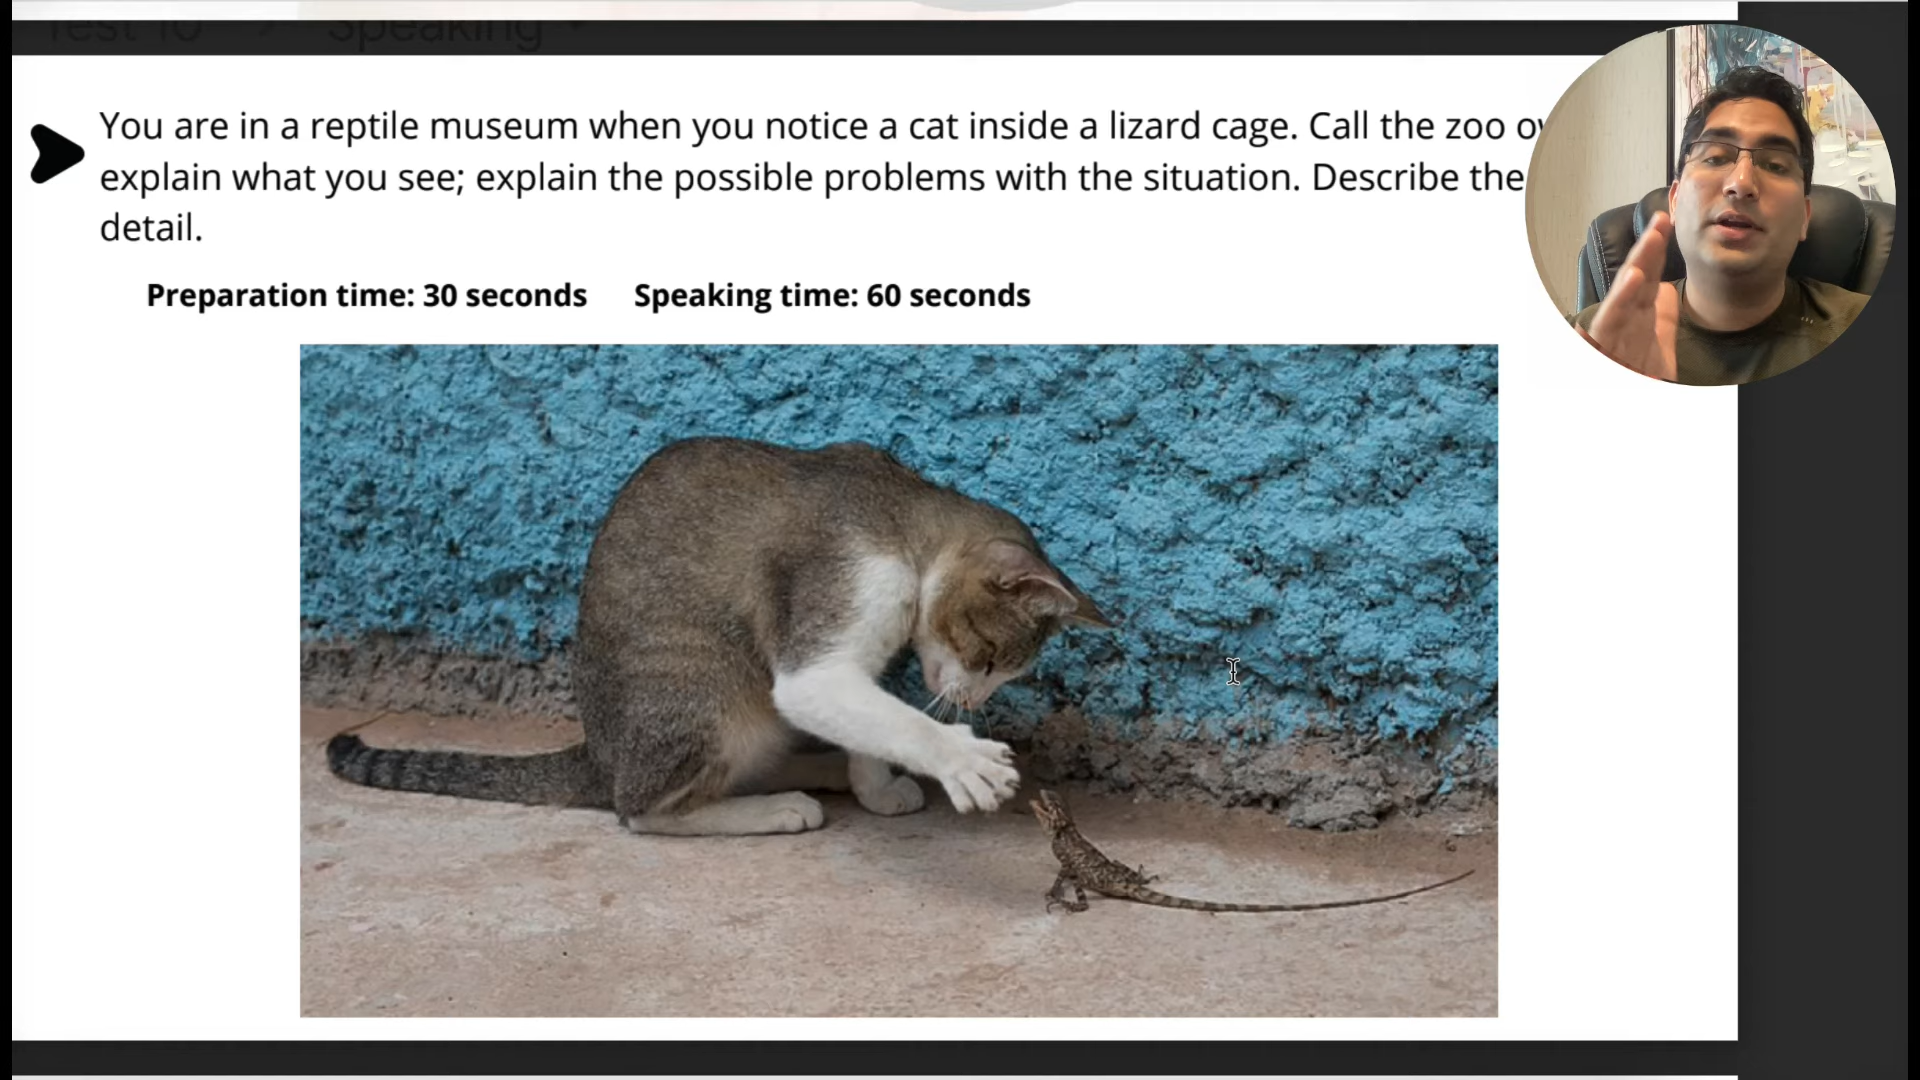 Test 10 Speaking
You are in a reptile museum when you notice a cat inside a lizard cage. Call the zoo
explain what you see; explain the possible problems with the situation. Describe the
detail.
Preparation time: 30 seconds Speaking time: 60 seconds